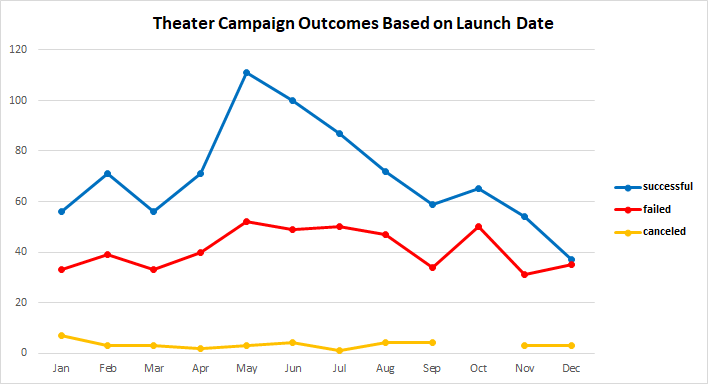 Theater Campaign Outcomes Based on Launch Date
120
100
80
60
40
20
0
Jan Feb Mar Apr May Jun Jul Aug Sep Oct Nov Dec
successful
failed
canceled